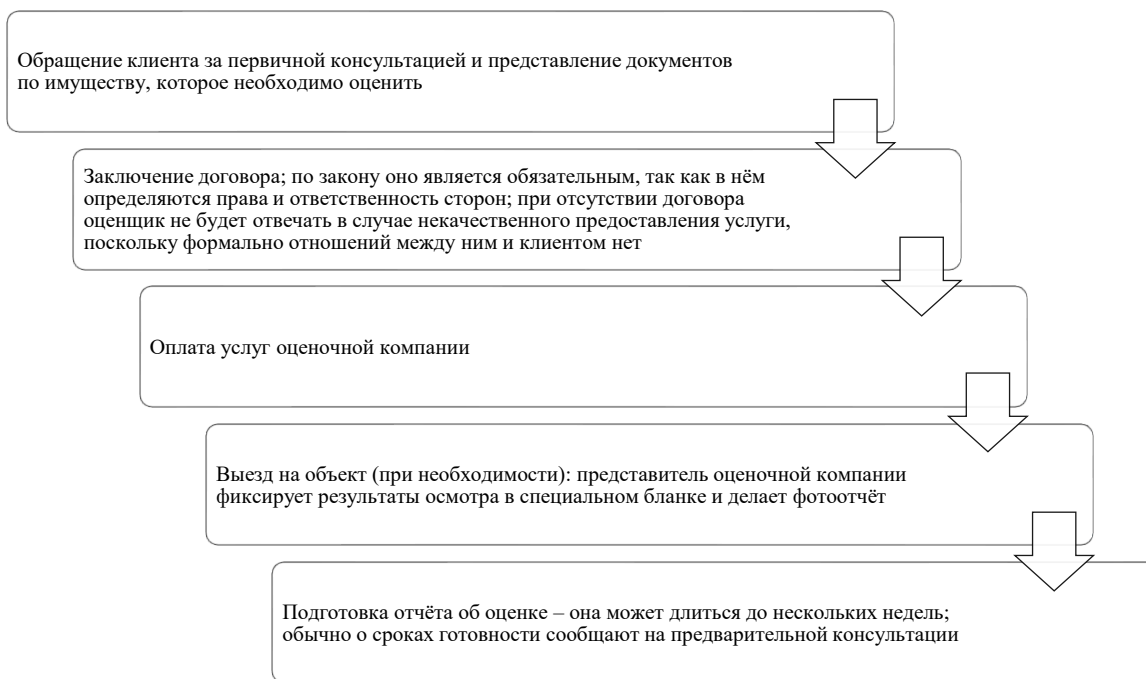 Обращение клиента за первичной консультацией и представление документов
по имуществу, которое необходимо оценить
Заключение договора; по закону оно является обязательным, так как в нём
определяются права и ответственность сторон; при отсутствии договора
оценщик не будет отвечать в случае некачественного предоставления услуги,
поскольку формально отношений между ним и клиентом нет
Оплата услуг оценочной компании
Выезд на объект (при необходимости): представитель оценочной компании
фиксирует результаты осмотра в специальном бланке и делает фотоотчёт
Подготовка отчёта об оценке – она может длиться до нескольких недель;
обычно о сроках готовности сообщают на предварительной консультации